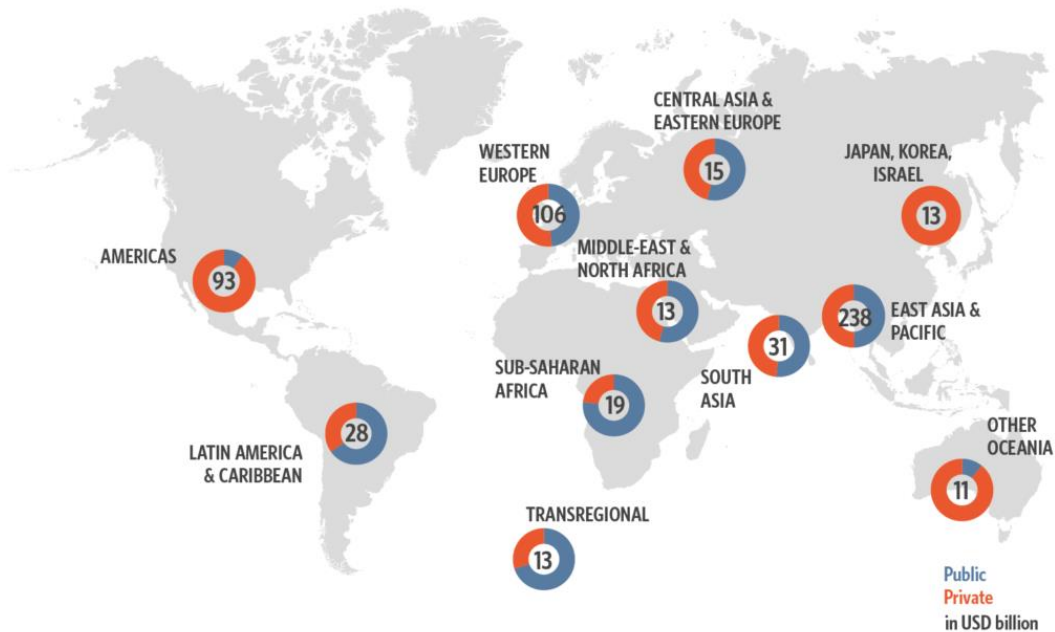 CENTRAL ASIA &
EASTERN EUROPE
15
WESTERN
EUROPE
106
JAPAN, KOREA,
ISRAEL
13
AMERICAS
93
MIDDLE-EAST &
NORTH AFRICA
13
EAST ASIA &
PACIFIC
238
SOUTH
ASIA
31
SUB-SAHARAN
AFRICA
19
LATIN AMERICA
& CARIBBEAN
28
OTHER
OCEANIA
11
TRANSREGIONAL
13
Public
Private
in USD billion